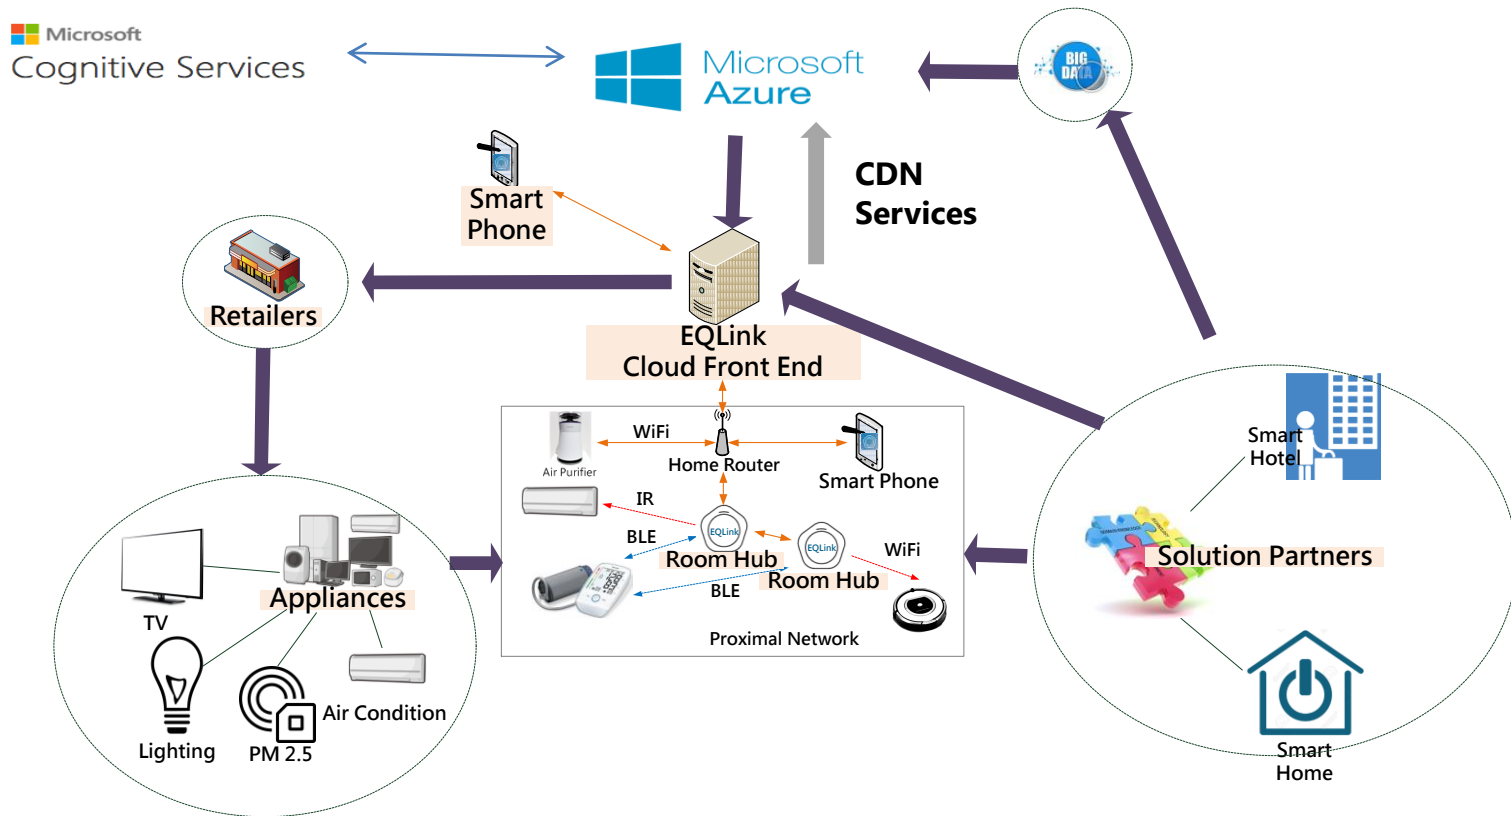 Microsoft
Cognitive Services
Microsoft
Azure
BIG
DATA
CDN
Services
Smart
Phone
Retailers
EQLink
Cloud Front End
WiFi
Air Purifier
Home Router
Smart Phone
IR
EQLink
BLE
Room Hub
EQLink
WiFi
Room Hub
BLE
Proximal Network
Appliances
TV
Lighting
PM 2.5
Air Condition
Smart
Hotel
Solution Partners
Smart
Home